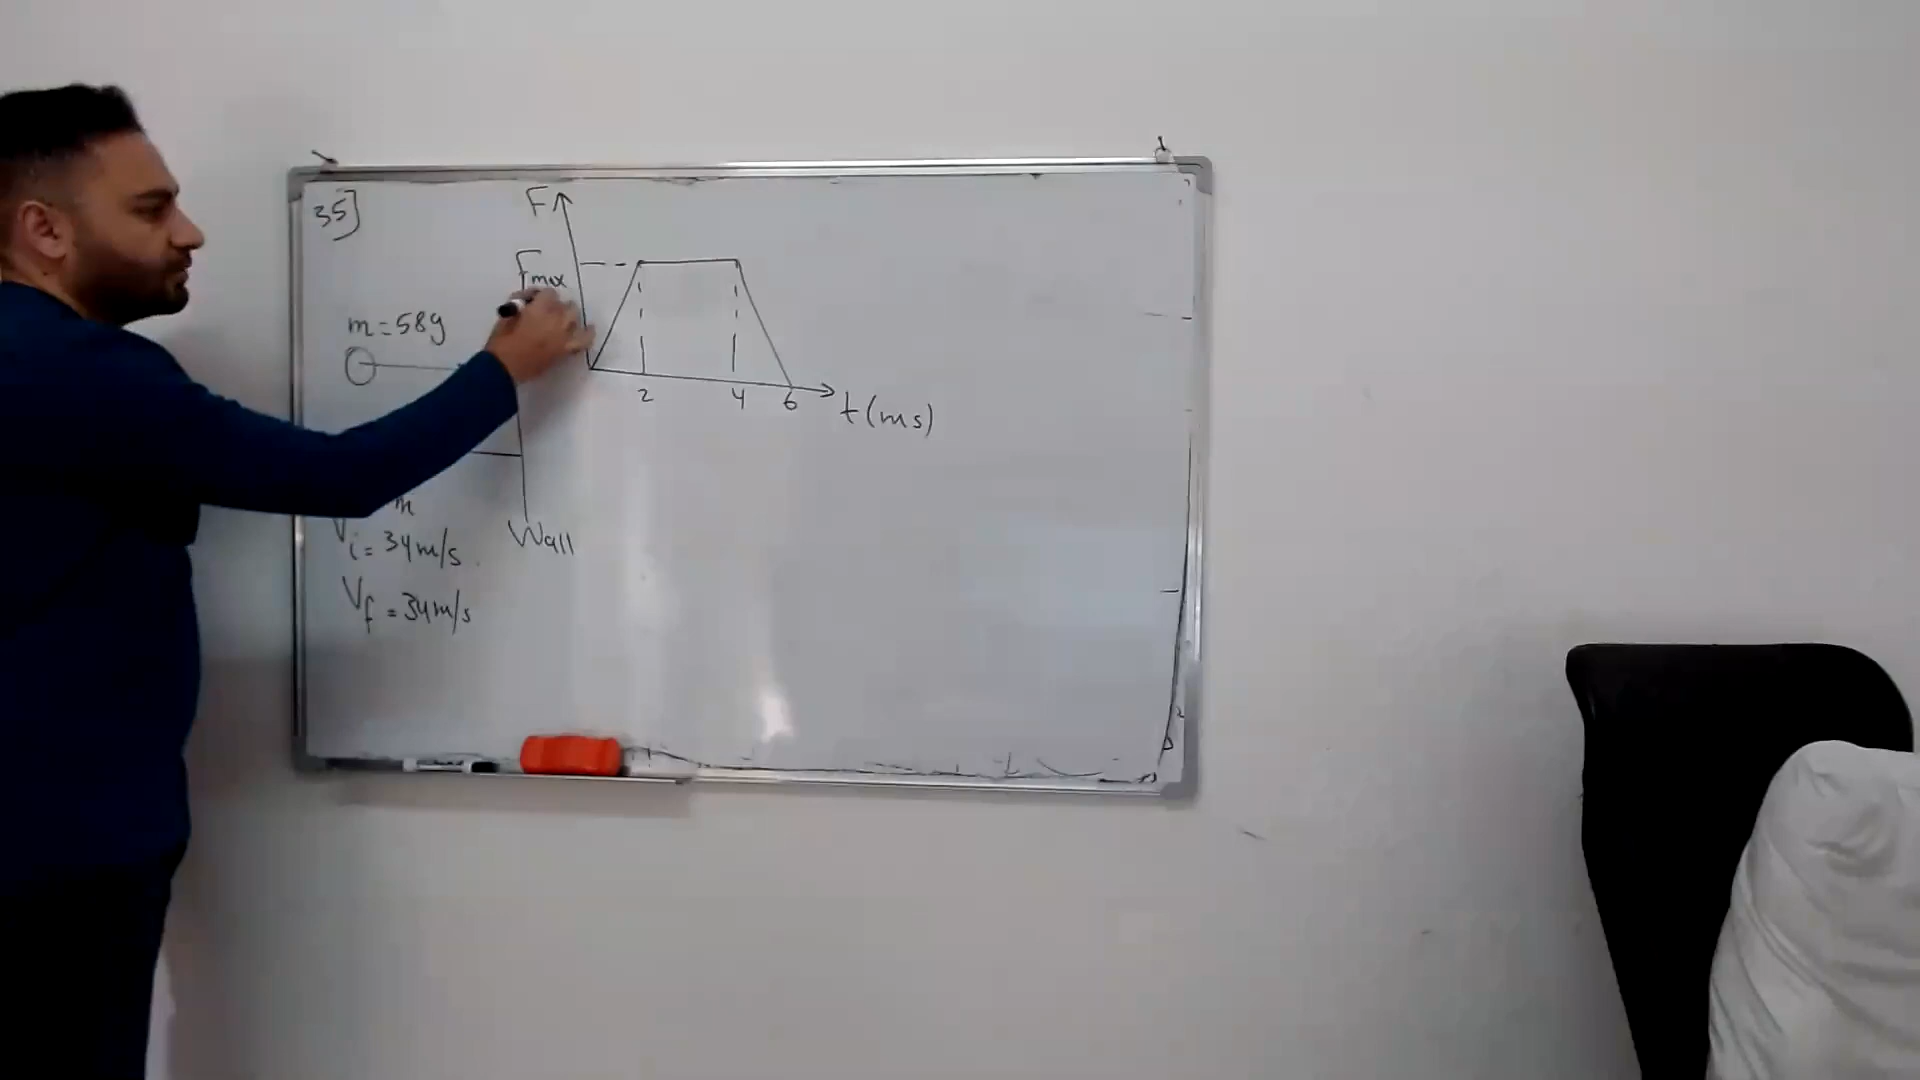 35]
F
Fmax
m=58g
2 4 6 t(ms)
m
Vi= 34m/s
Wall
Vf = 34m/s